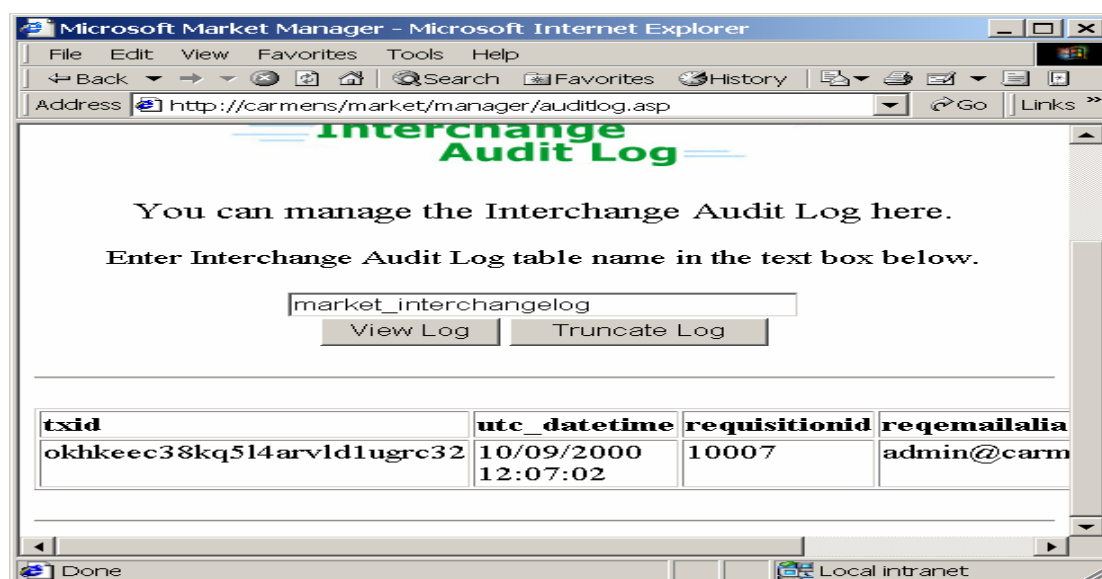 Microsoft Market Manager - Microsoft Internet Explorer
File Edit View Favorites Tools Help
Back Search Favorites History
Address http://carmens/market/manager/auditlog.asp Go Links »
Interchange
Audit Log
You can manage the Interchange Audit Log here.
Enter Interchange Audit Log table name in the text box below.
market_interchangelog
View Log Truncate Log
txid utc_datetime requisitionid reqemailalia
okhkeec38kq5l4arvld1ugrc32 10/09/2000 10007 admin@carm
12:07:02
Done Local intranet